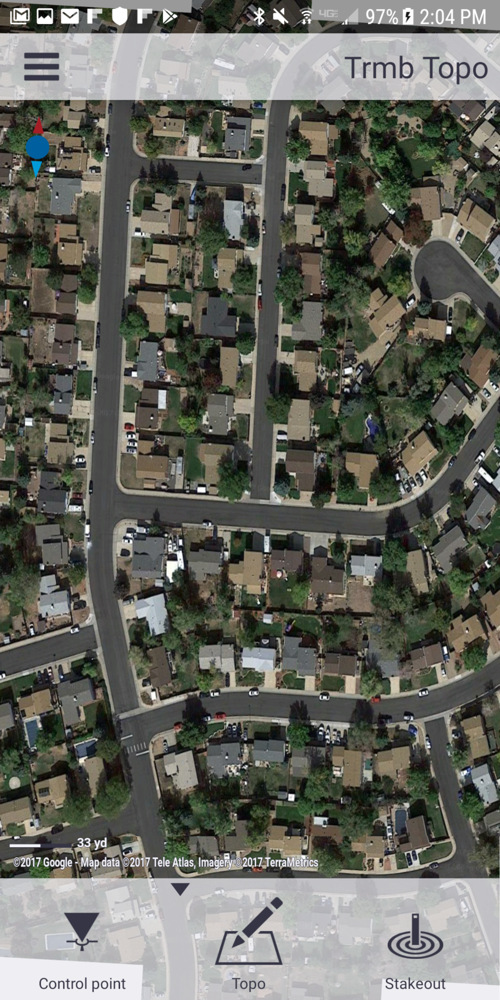 4GE 97% 2:04 PM
Trmb Topo
33 yd
©2017 Google - Map data ©2017 Tele Atlas, Imagery ©2017 TerraMetrics
Control point
Topo
Stakeout